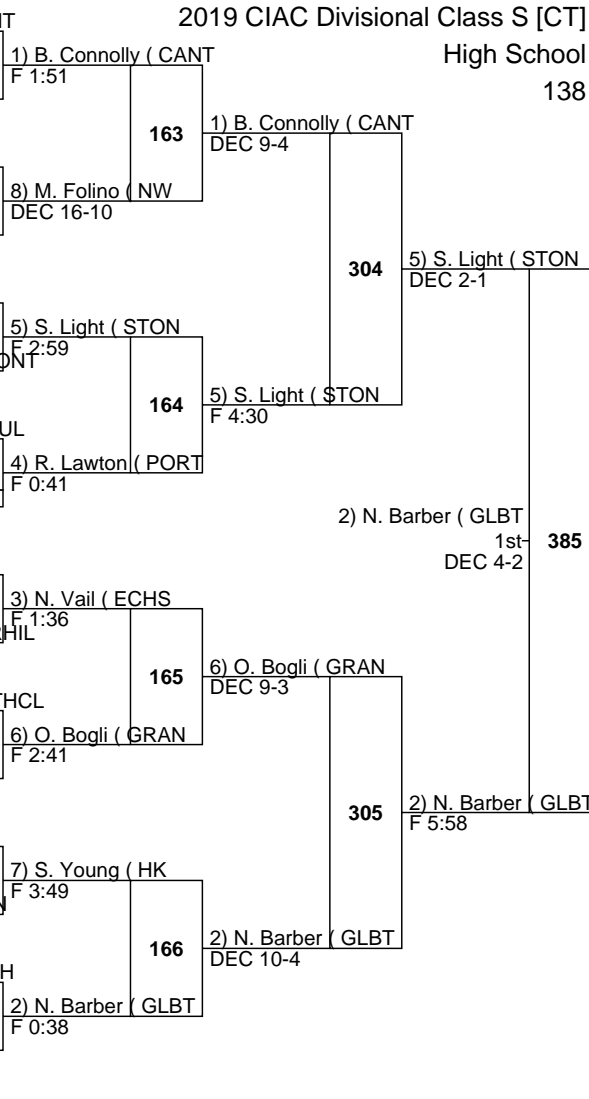 2019 CIAC Divisional Class S [CT]
High School
138
1) B. Connolly ( CANT
F 1:51
163
1) B. Connolly ( CANT
DEC 9-4
8) M. Folino ( NW
DEC 16-10
304
5) S. Light ( STON
DEC 2-1
5) S. Light ( STON
F 2:59
164
5) S. Light ( STON
F 4:30
UL
4) R. Lawton ( PORT
F 0:41
2) N. Barber ( GLBT
1st
DEC 4-2
385
3) N. Vail ( ECHS
F 1:36
HIL
165
6) O. Bogli ( GRAN
DEC 9-3
THCL
6) O. Bogli ( GRAN
F 2:41
305
2) N. Barber ( GLBT
F 5:58
7) S. Young ( HK
F 3:49
166
2) N. Barber ( GLBT
DEC 10-4
H
2) N. Barber ( GLBT
F 0:38